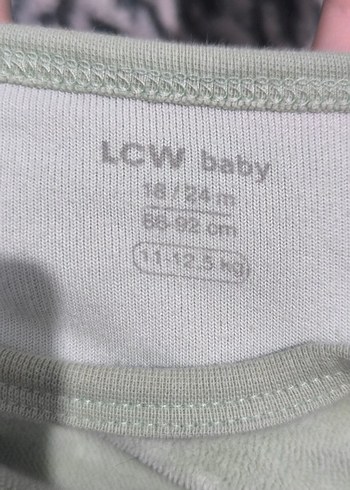 LCW baby
18 / 24 m
86-92 cm
11-12.5 kg